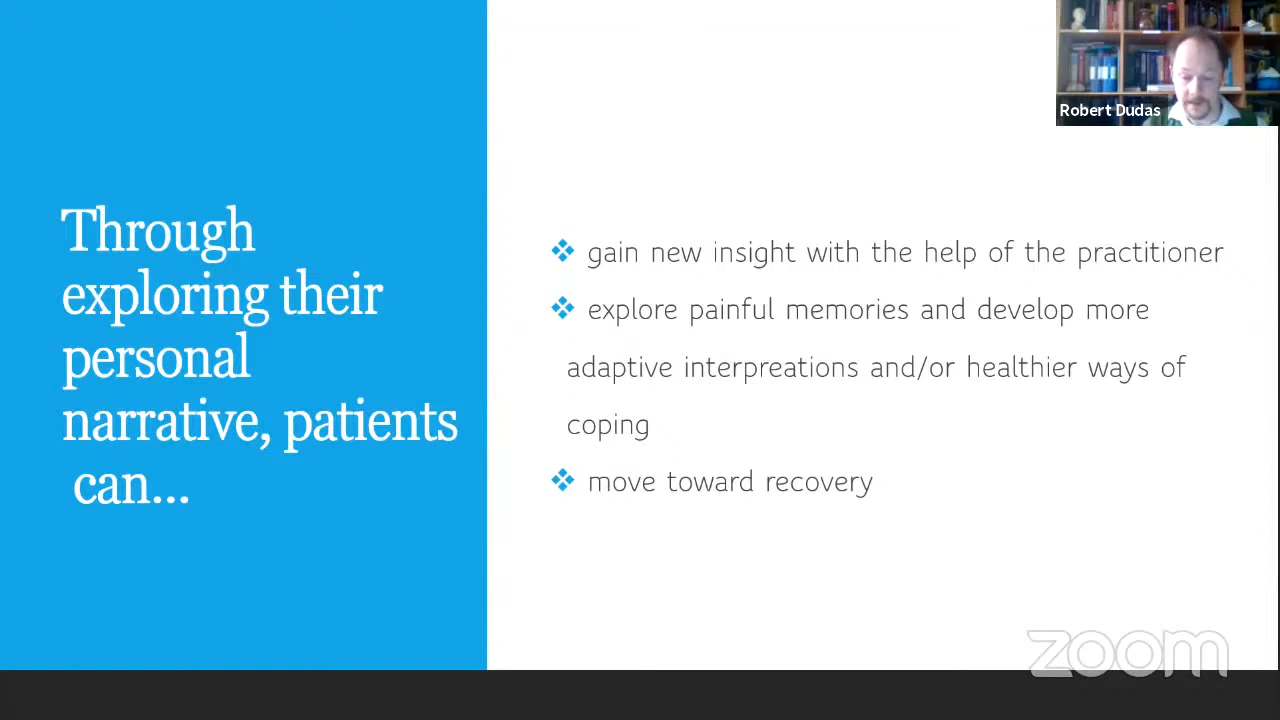 Through
exploring their
personal
narrative, patients
can...
❖ gain new insight with the help of the practitioner
❖ explore painful memories and develop more
adaptive interpreations and/or healthier ways of
coping
❖ move toward recovery
Robert Dudas
zoom